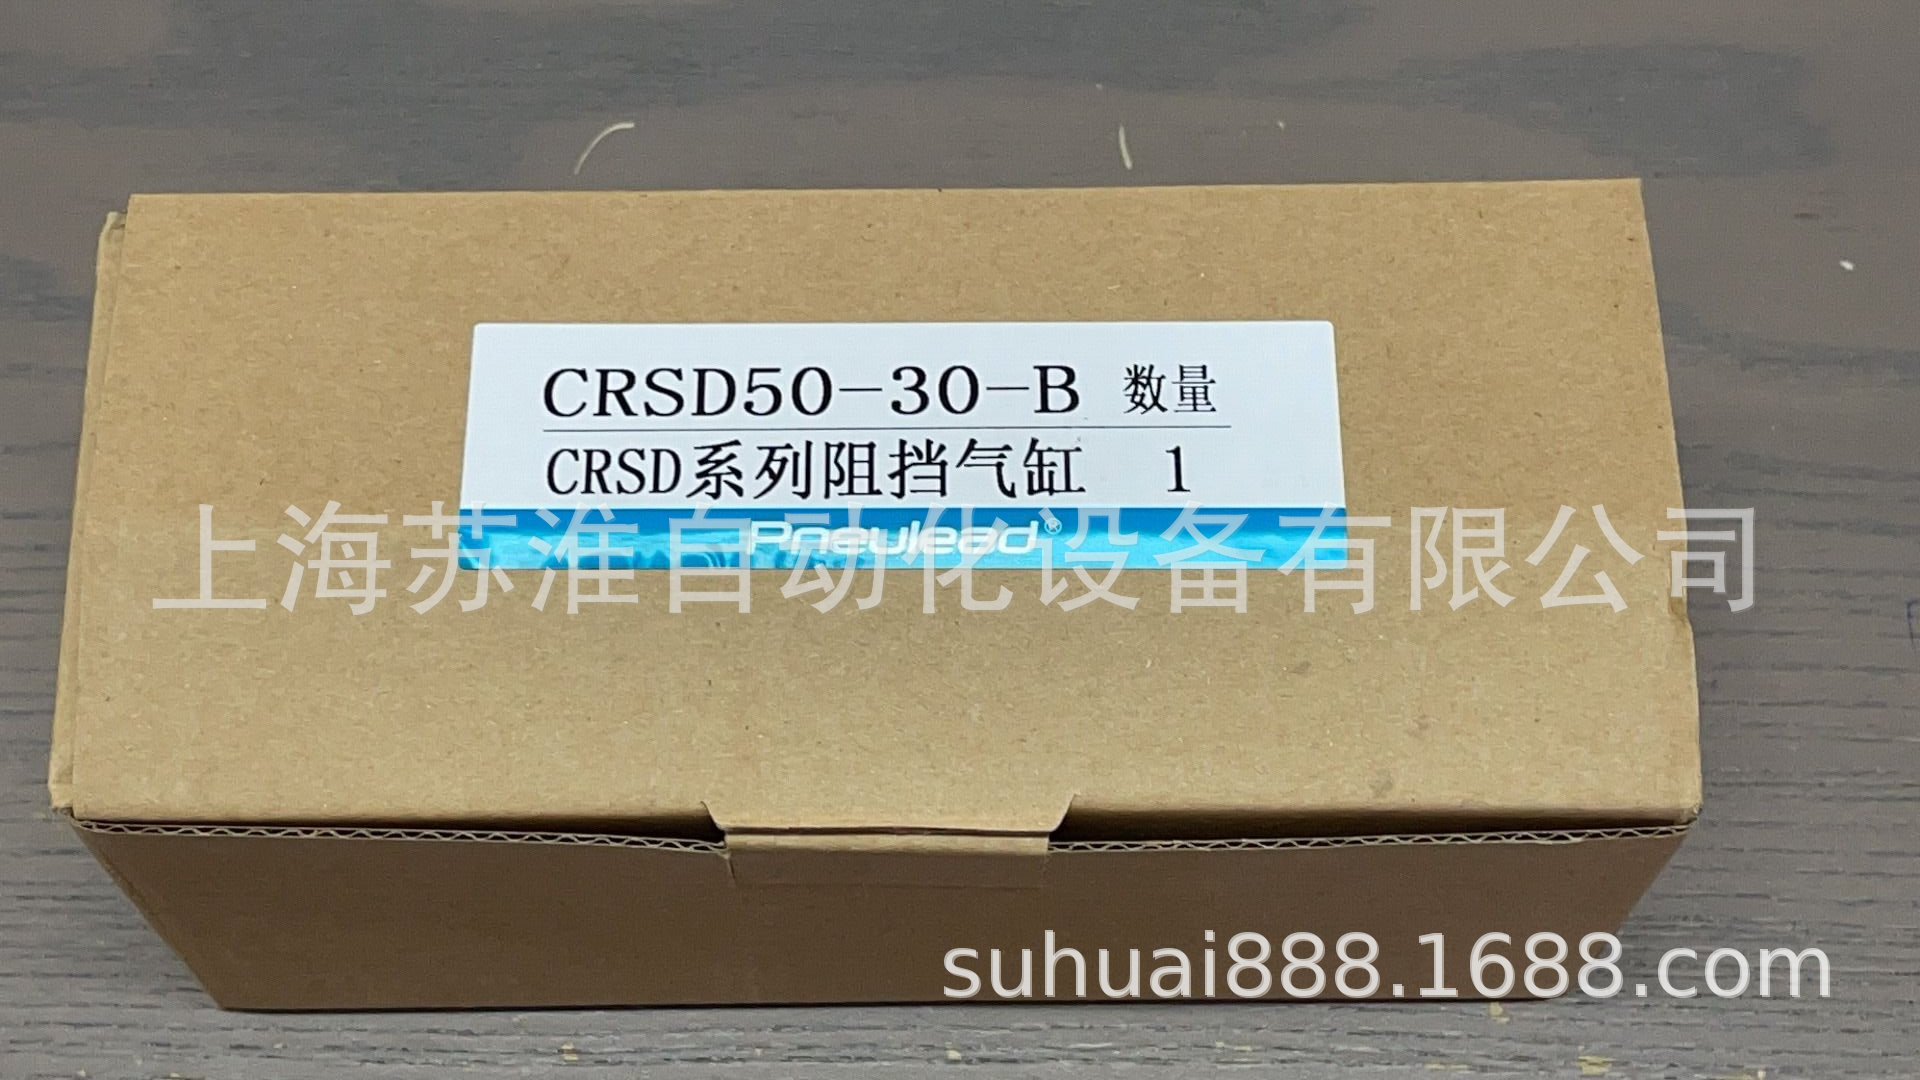 CRSD50-30-B 数量
CRSD系列阻挡气缸 1
Pneulead®
上海苏淮自动化设备有限公司
suhuai888.1688.com